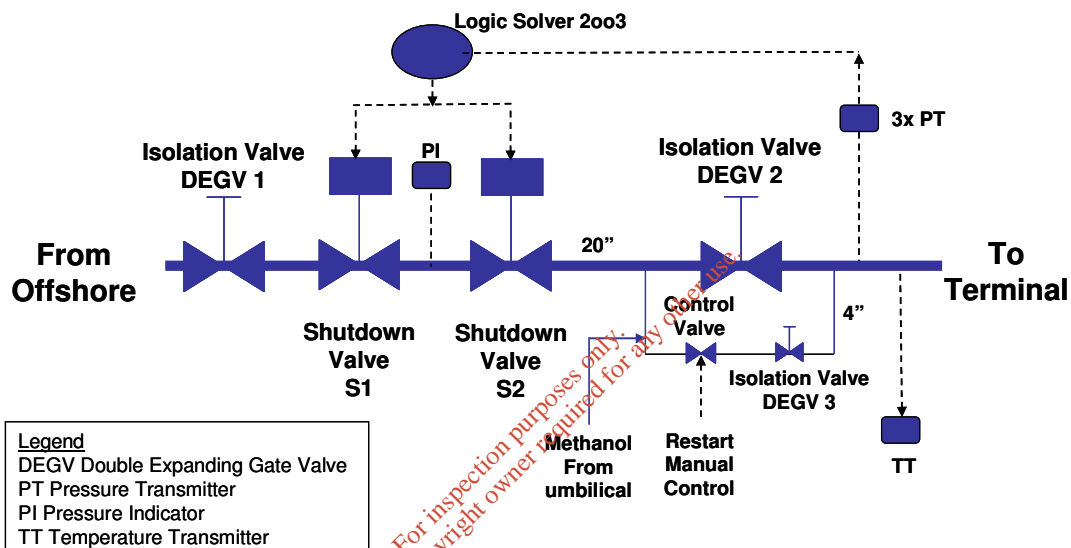 Logic Solver 2oo3
3x PT
Isolation Valve
DEGV 1
PI
Isolation Valve
DEGV 2
From
Offshore
20”
To
Terminal
Shutdown
Valve
S1
Shutdown
Valve
S2
Control
Valve
4”
Isolation Valve
DEGV 3
Methanol
From
umbilical
Restart
Manual
Control
TT
Legend
DEGV Double Expanding Gate Valve
PT Pressure Transmitter
PI Pressure Indicator
TT Temperature Transmitter
For inspection purposes only.
yright owner required for any other use.